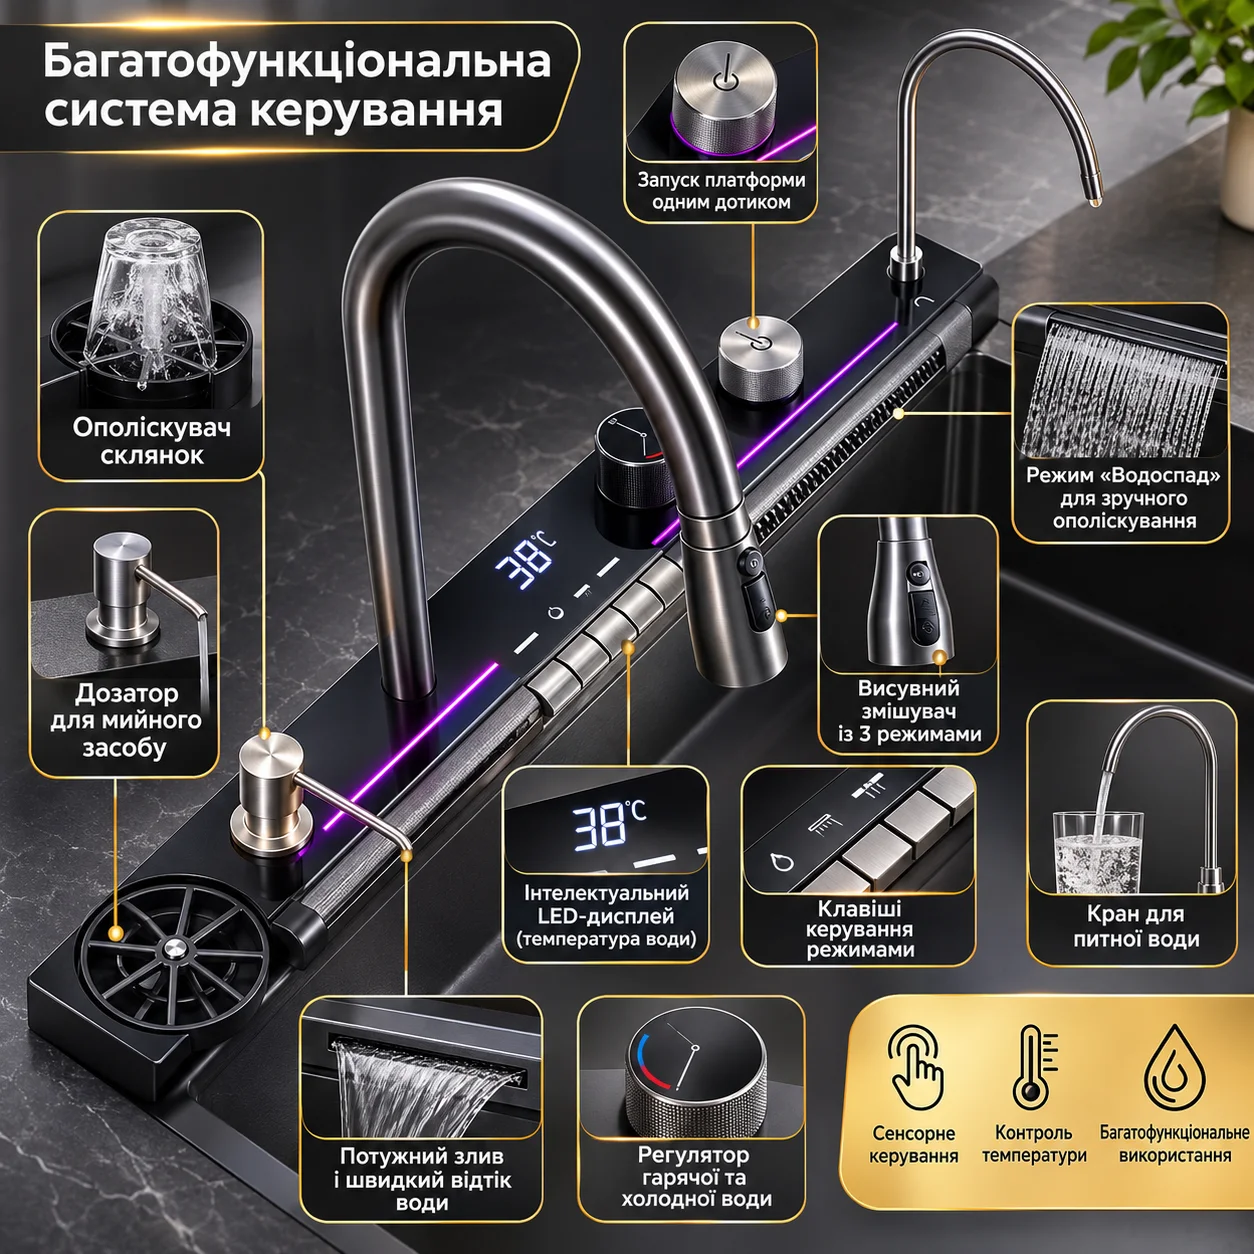 Багатофункціональна
система керування
Запуск платформи
одним дотиком
Ополіскувач
склянок
Режим «Водоспад»
для зручного
ополіскування
Дозатор
для мийного
засобу
38°C
Висувний
змішувач
із 3 режимами
38°C
Інтелектуальний
LED-дисплей
(температура води)
Клавіші
керування
режимами
Кран для
питної води
Потужний злив
і швидкий відтік
води
Регулятор
гарячої та
холодної води
Сенсорне
керування
Контроль
температури
Багатофункціональне
використання